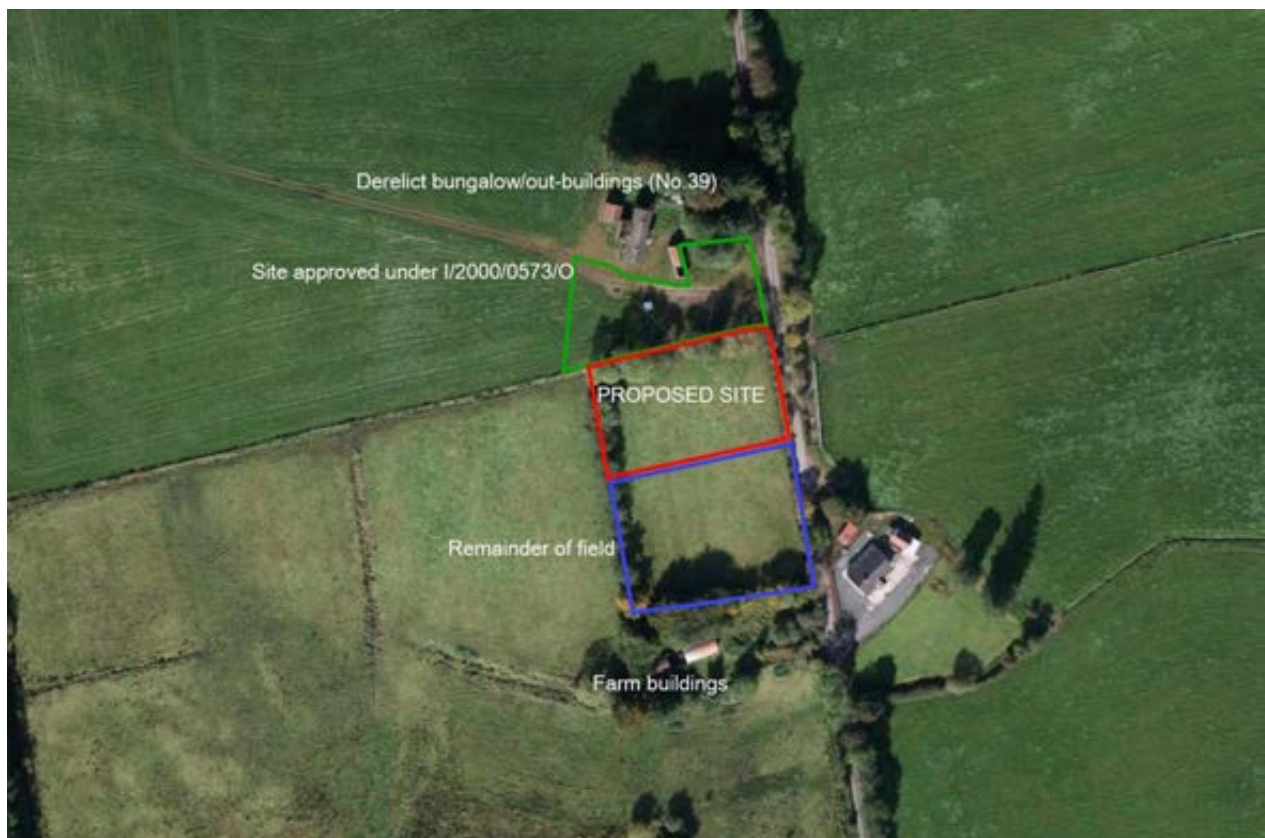 Derelict bungalow/out-buildings (No.39)
Site approved under I/2000/0573/O
PROPOSED SITE
Remainder of field
Farm buildings